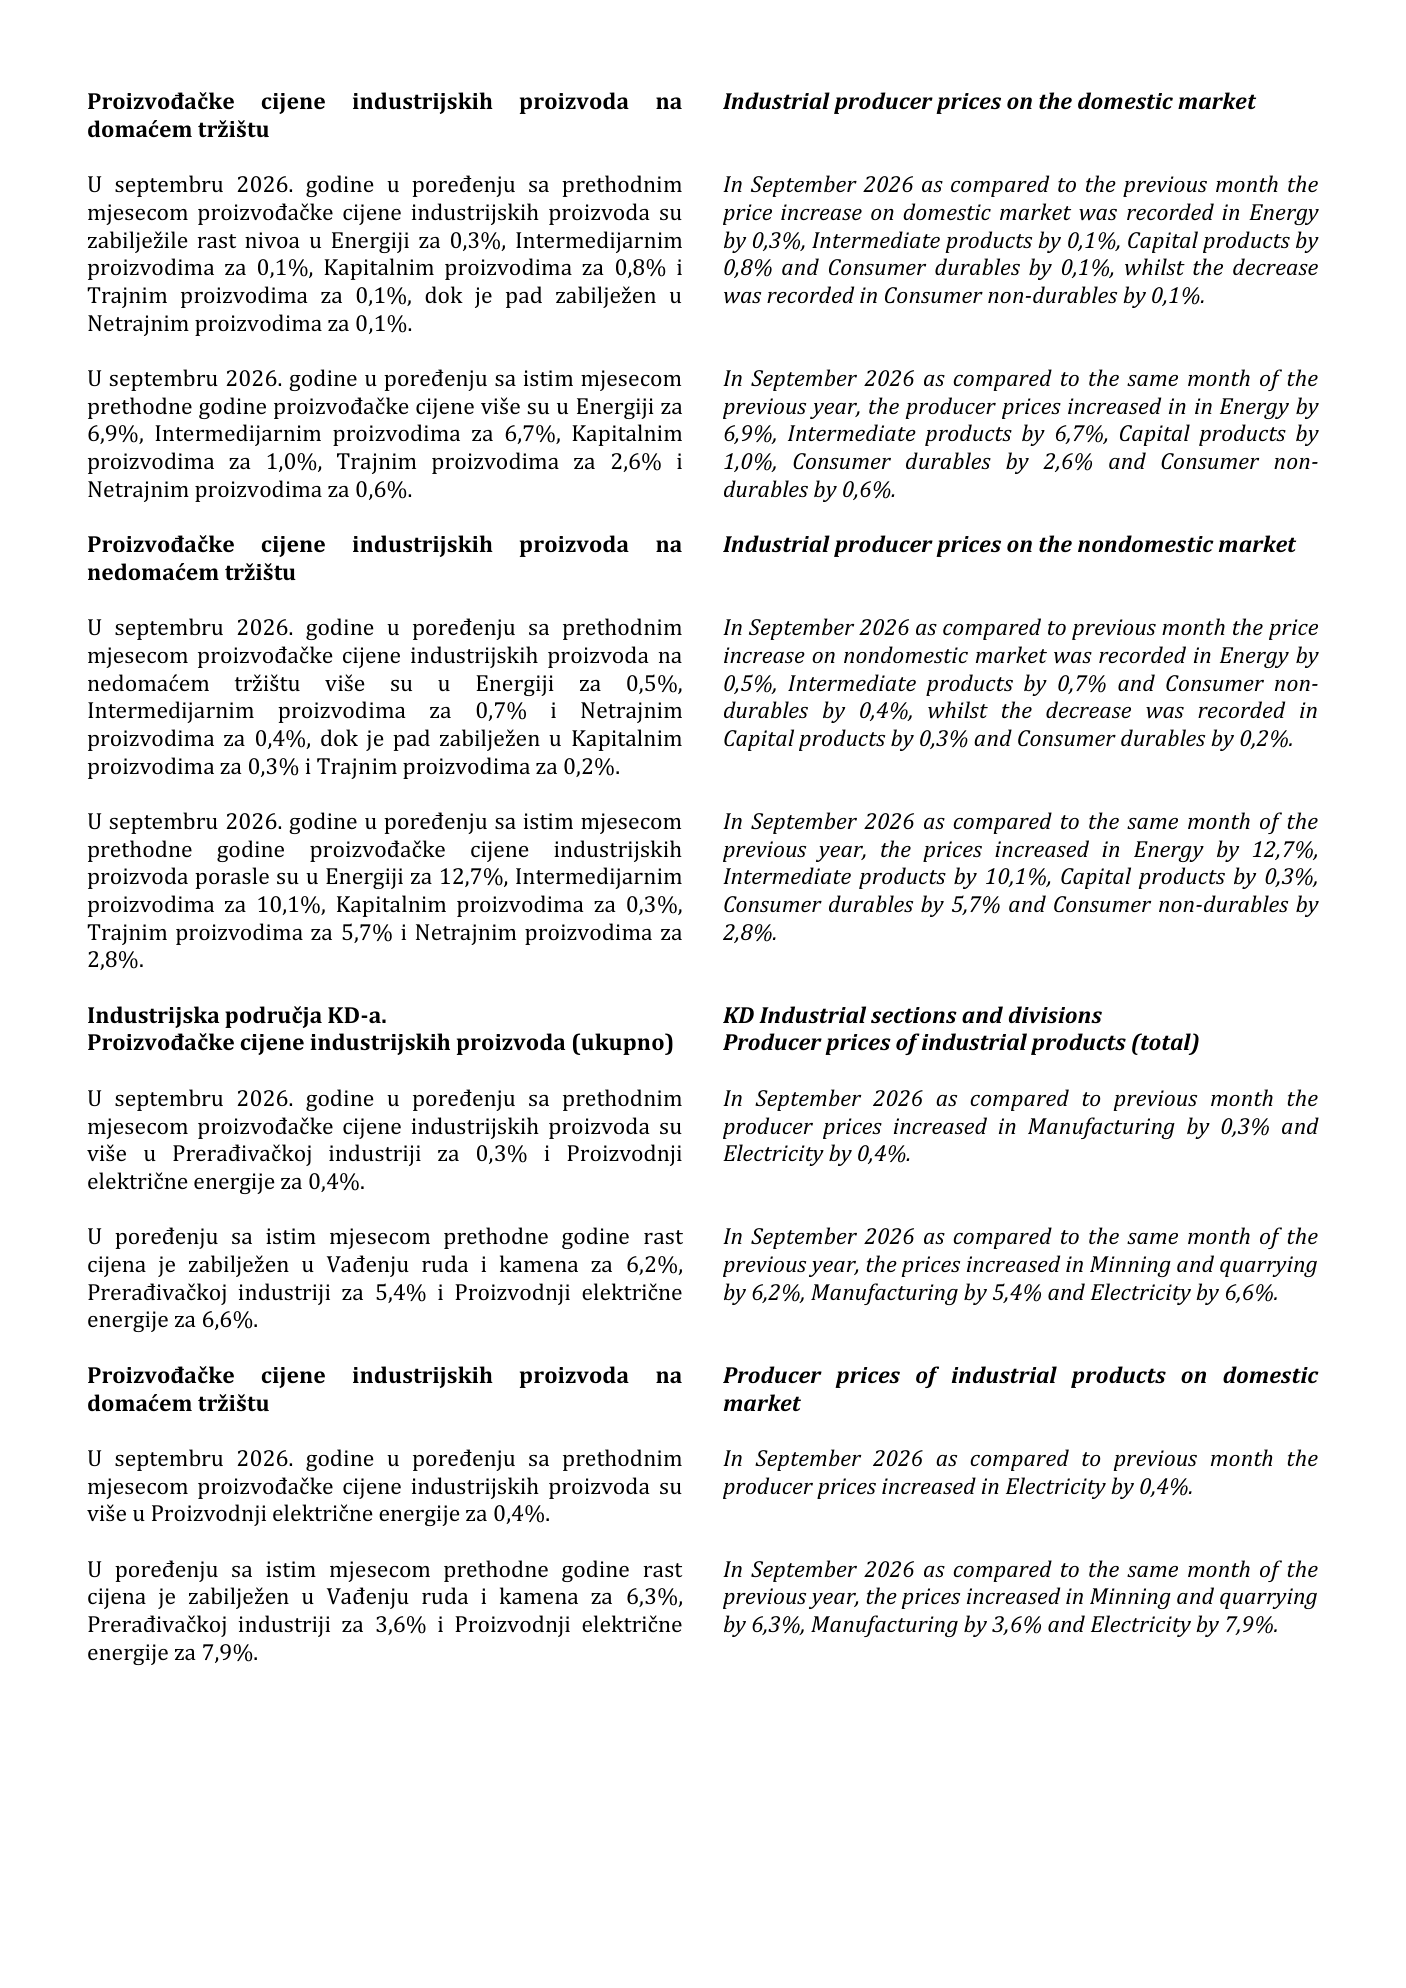 Proizvođačke cijene industrijskih proizvoda na
domaćem tržištu
U septembru 2026. godine u poređenju sa prethodnim
mjesecom proizvođačke cijene industrijskih proizvoda su
zabilježile rast nivoa u Energiji za 0,3%, Intermedijarnim
proizvodima za 0,1%, Kapitalnim proizvodima za 0,8% i
Trajnim proizvodima za 0,1%, dok je pad zabilježen u
Netrajnim proizvodima za 0,1%.
U septembru 2026. godine u poređenju sa istim mjesecom
prethodne godine proizvođačke cijene više su u Energiji za
6,9%, Intermedijarnim proizvodima za 6,7%, Kapitalnim
proizvodima za 1,0%, Trajnim proizvodima za 2,6% i
Netrajnim proizvodima za 0,6%.
Proizvođačke cijene industrijskih proizvoda na
nedomaćem tržištu
U septembru 2026. godine u poređenju sa prethodnim
mjesecom proizvođačke cijene industrijskih proizvoda na
nedomaćem tržištu više su u Energiji za 0,5%,
Intermedijarnim proizvodima za 0,7% i Netrajnim
proizvodima za 0,4%, dok je pad zabilježen u Kapitalnim
proizvodima za 0,3% i Trajnim proizvodima za 0,2%.
U septembru 2026. godine u poređenju sa istim mjesecom
prethodne godine proizvođačke cijene industrijskih
proizvoda porasle su u Energiji za 12,7%, Intermedijarnim
proizvodima za 10,1%, Kapitalnim proizvodima za 0,3%,
Trajnim proizvodima za 5,7% i Netrajnim proizvodima za
2,8%.
Industrijska područja KD-a.
Proizvođačke cijene industrijskih proizvoda (ukupno)
U septembru 2026. godine u poređenju sa prethodnim
mjesecom proizvođačke cijene industrijskih proizvoda su
više u Prerađivačkoj industriji za 0,3% i Proizvodnji
električne energije za 0,4%.
U poređenju sa istim mjesecom prethodne godine rast
cijena je zabilježen u Vađenju ruda i kamena za 6,2%,
Prerađivačkoj industriji za 5,4% i Proizvodnji električne
energije za 6,6%.
Proizvođačke cijene industrijskih proizvoda na
domaćem tržištu
U septembru 2026. godine u poređenju sa prethodnim
mjesecom proizvođačke cijene industrijskih proizvoda su
više u Proizvodnji električne energije za 0,4%.
U poređenju sa istim mjesecom prethodne godine rast
cijena je zabilježen u Vađenju ruda i kamena za 6,3%,
Prerađivačkoj industriji za 3,6% i Proizvodnji električne
energije za 7,9%.
Industrial producer prices on the domestic market
In September 2026 as compared to the previous month the
price increase on domestic market was recorded in Energy
by 0,3%, Intermediate products by 0,1%, Capital products by
0,8% and Consumer durables by 0,1%, whilst the decrease
was recorded in Consumer non-durables by 0,1%.
In September 2026 as compared to the same month of the
previous year, the producer prices increased in in Energy by
6,9%, Intermediate products by 6,7%, Capital products by
1,0%, Consumer durables by 2,6% and Consumer non-
durables by 0,6%.
Industrial producer prices on the nondomestic market
In September 2026 as compared to previous month the price
increase on nondomestic market was recorded in Energy by
0,5%, Intermediate products by 0,7% and Consumer non-
durables by 0,4%, whilst the decrease was recorded in
Capital products by 0,3% and Consumer durables by 0,2%.
In September 2026 as compared to the same month of the
previous year, the prices increased in Energy by 12,7%,
Intermediate products by 10,1%, Capital products by 0,3%,
Consumer durables by 5,7% and Consumer non-durables by
2,8%.
KD Industrial sections and divisions
Producer prices of industrial products (total)
In September 2026 as compared to previous month the
producer prices increased in Manufacturing by 0,3% and
Electricity by 0,4%.
In September 2026 as compared to the same month of the
previous year, the prices increased in Minning and quarrying
by 6,2%, Manufacturing by 5,4% and Electricity by 6,6%.
Producer prices of industrial products on domestic
market
In September 2026 as compared to previous month the
producer prices increased in Electricity by 0,4%.
In September 2026 as compared to the same month of the
previous year, the prices increased in Minning and quarrying
by 6,3%, Manufacturing by 3,6% and Electricity by 7,9%.